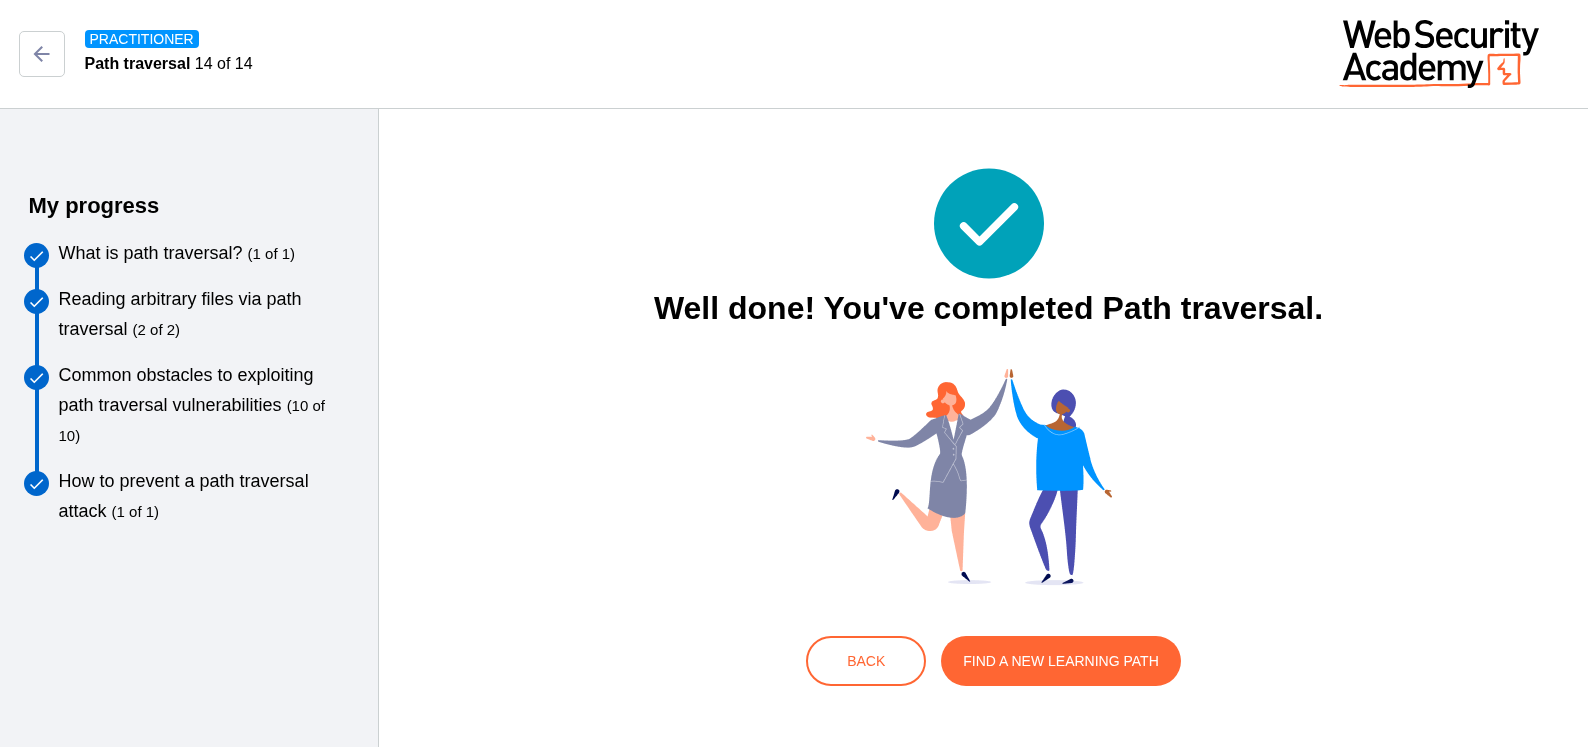 PRACTITIONER
Path traversal 14 of 14
Web Security
Academy
My progress
What is path traversal? (1 of 1)
Reading arbitrary files via path
traversal (2 of 2)
Common obstacles to exploiting
path traversal vulnerabilities (10 of
10)
How to prevent a path traversal
attack (1 of 1)
Well done! You've completed Path traversal.
BACK
FIND A NEW LEARNING PATH